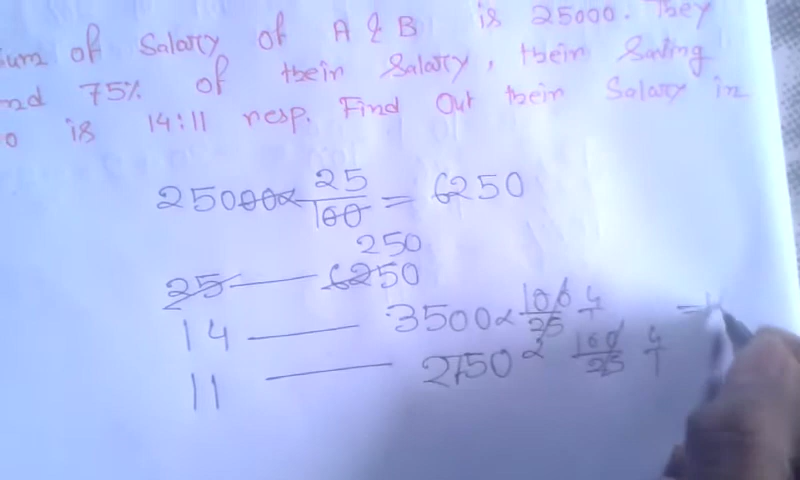 Sum of Salary of A & B is 25000. They
nd 75% of their Salary, their Saving
o is 14:11 resp. Find Out their Salary in
25000 × 25/100 = 6250
250
25 — 6250
14 — 3500 × 100/25 4/1 =
11 — 2750 × 100/25 4/1